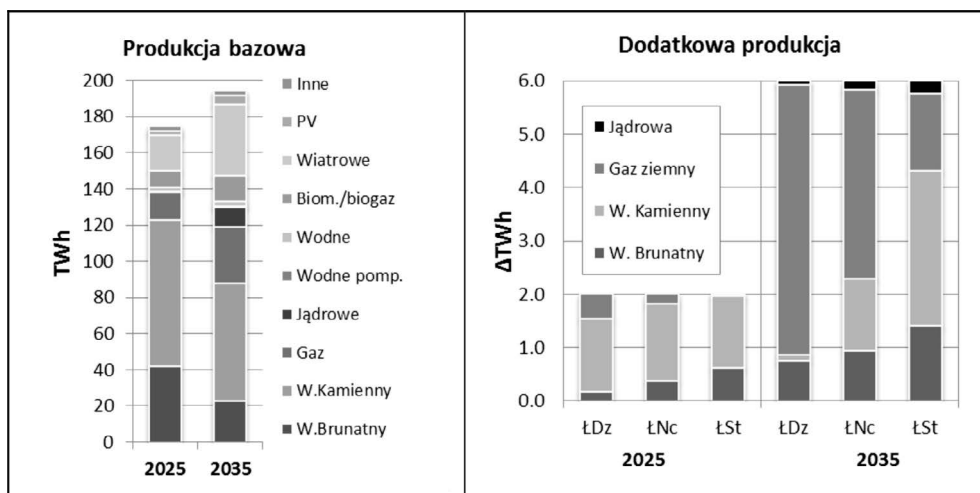 Produkcja bazowa
TWh
200
180
160
140
120
100
80
60
40
20
0
2025 2035
Inne
PV
Wiatrowe
Biom./biogaz
Wodne
Wodne pomp.
Jądrowe
Gaz
W.Kamienny
W.Brunatny
Dodatkowa produkcja
ΔTWh
6.0
5.0
4.0
3.0
2.0
1.0
0.0
Jądrowa
Gaz ziemny
W. Kamienny
W. Brunatny
ŁDz ŁNc ŁSt ŁDz ŁNc ŁSt
2025 2035